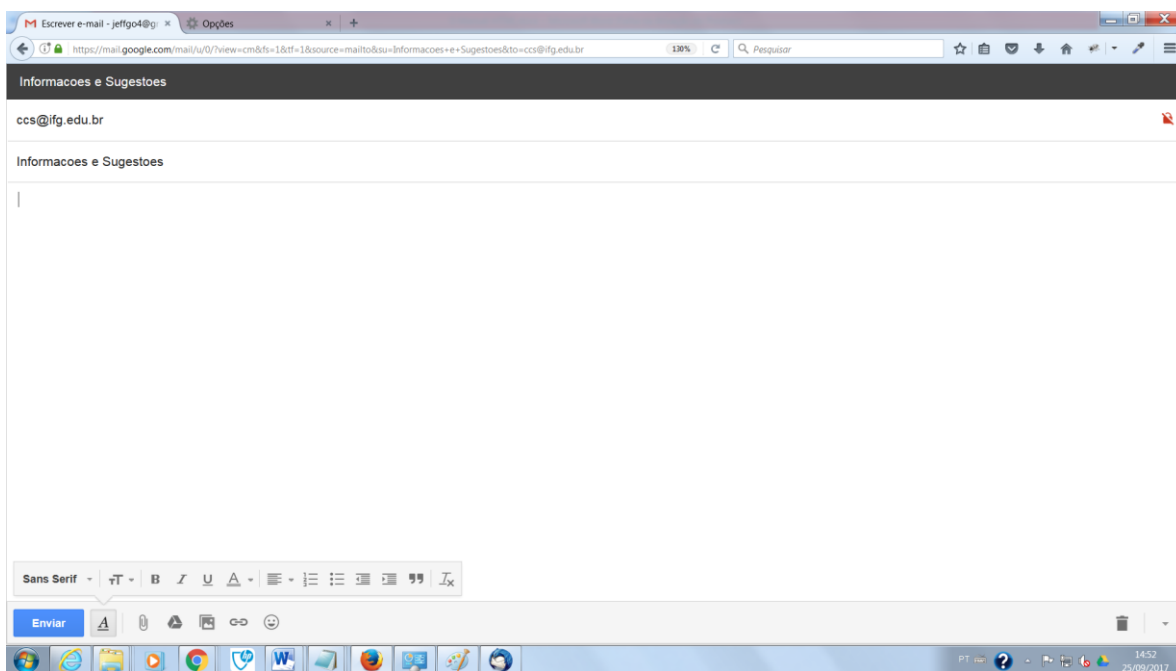 Escrever e-mail - jeffgo4@g
Opções
https://mail.google.com/mail/u/0/?view=cm&fs=1&tf=1&source=mailto&su=Informacoes+e+Sugestoes&to=ccs@ifg.edu.br
130%
Pesquisar
Informacoes e Sugestoes
ccs@ifg.edu.br
Informacoes e Sugestoes
Sans Serif
Enviar
PT
14:52
25/09/2017